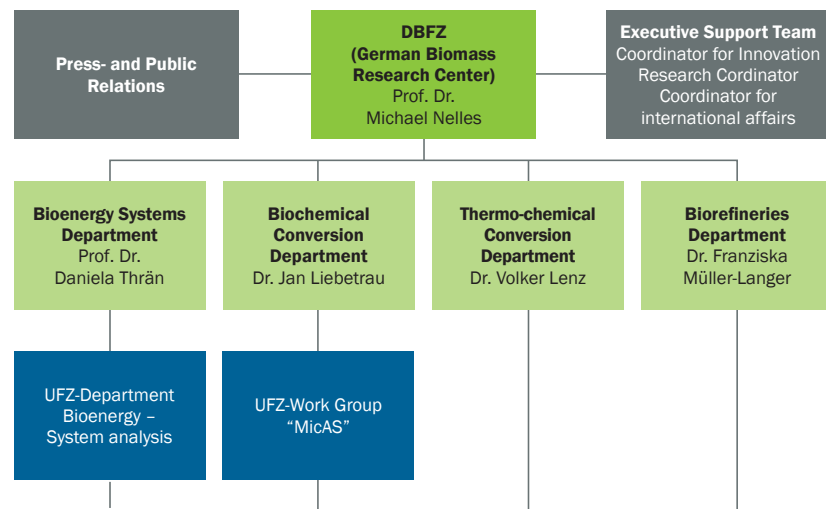 Press- and Public
Relations
DBFZ
(German Biomass
Research Center)
Prof. Dr.
Michael Nelles
Executive Support Team
Coordinator for Innovation
Research Cordinator
Coordinator for
international affairs
Bioenergy Systems
Department
Prof. Dr.
Daniela Thrän
Biochemical
Conversion
Department
Dr. Jan Liebetrau
Thermo-chemical
Conversion
Department
Dr. Volker Lenz
Biorefineries
Department
Dr. Franziska
Müller-Langer
UFZ-Department
Bioenergy –
System analysis
UFZ-Work Group
“MicAS”